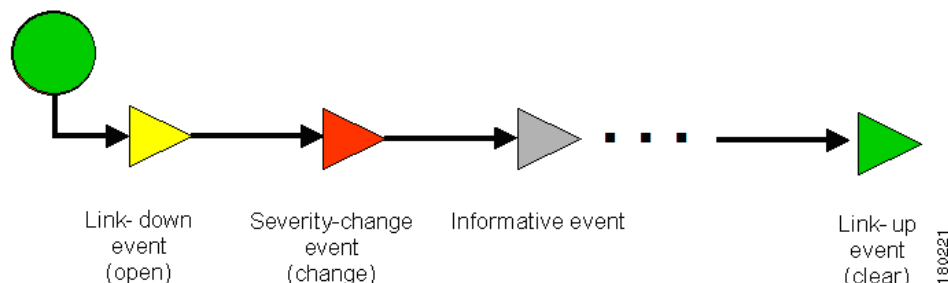 Link- down
event
(open)
Severity-change
event
(change)
Informative event
Link- up
event
(clear)
180221